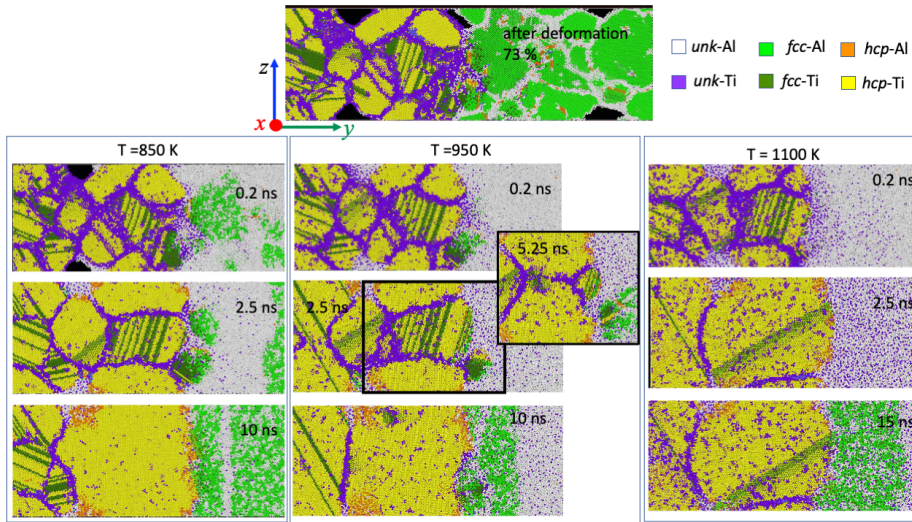 after deformation
73 %
unk-Al fcc-Al hcp-Al
unk-Ti fcc-Ti hcp-Ti
z
x
y
T =850 K
0.2 ns
2.5 ns
10 ns
T =950 K
0.2 ns
5.25 ns
2.5 ns
10 ns
T = 1100 K
0.2 ns
2.5 ns
15 ns